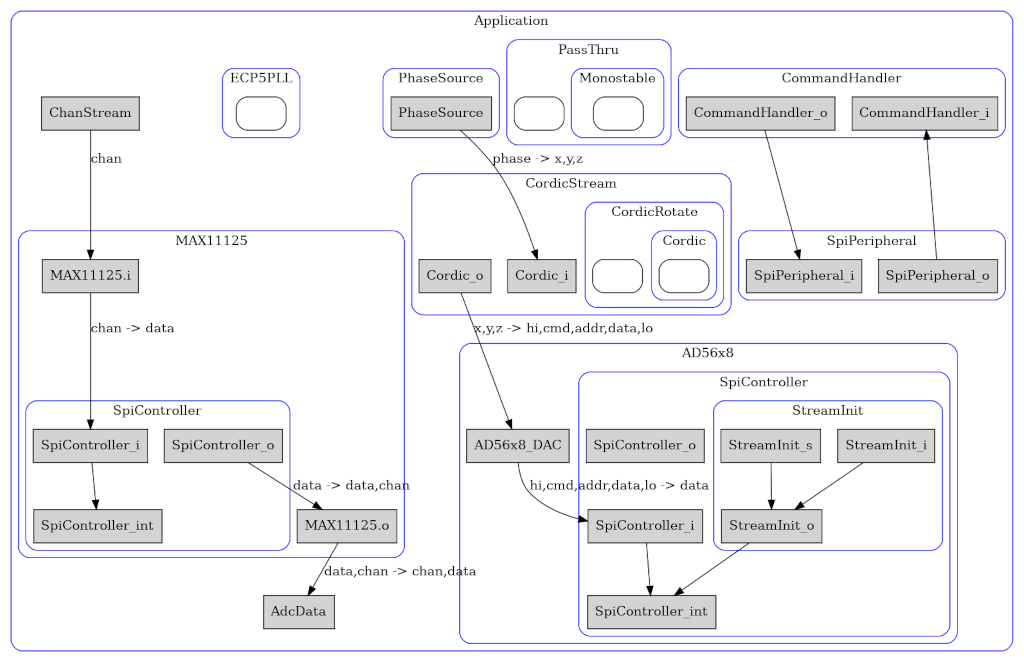 Application
PassThru
ECP5PLL
PhaseSource
Monostable
CommandHandler
ChanStream
PhaseSource
CommandHandler_o
CommandHandler_i
chan
phase -> x,y,z
CordicStream
CordicRotate
MAX11125
Cordic
SpiPeripheral
MAX11125.i
Cordic_o
Cordic_i
SpiPeripheral_i
SpiPeripheral_o
chan -> data
x,y,z -> hi,cmd,addr,data,lo
AD56x8
SpiController
SpiController
StreamInit
SpiController_i
SpiController_o
AD56x8_DAC
SpiController_o
StreamInit_s
StreamInit_i
data -> data,chan
hi,cmd,addr,data,lo -> data
SpiController_int
MAX11125.o
SpiController_i
StreamInit_o
data,chan -> chan,data
AdcData
SpiController_int